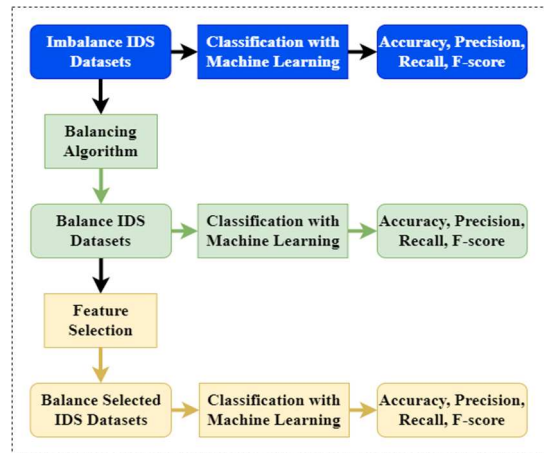 Imbalance IDS
Datasets
Classification with
Machine Learning
Accuracy, Precision,
Recall, F-score
Balancing
Algorithm
Balance IDS
Datasets
Classification with
Machine Learning
Accuracy, Precision,
Recall, F-score
Feature
Selection
Balance Selected
IDS Datasets
Classification with
Machine Learning
Accuracy, Precision,
Recall, F-score